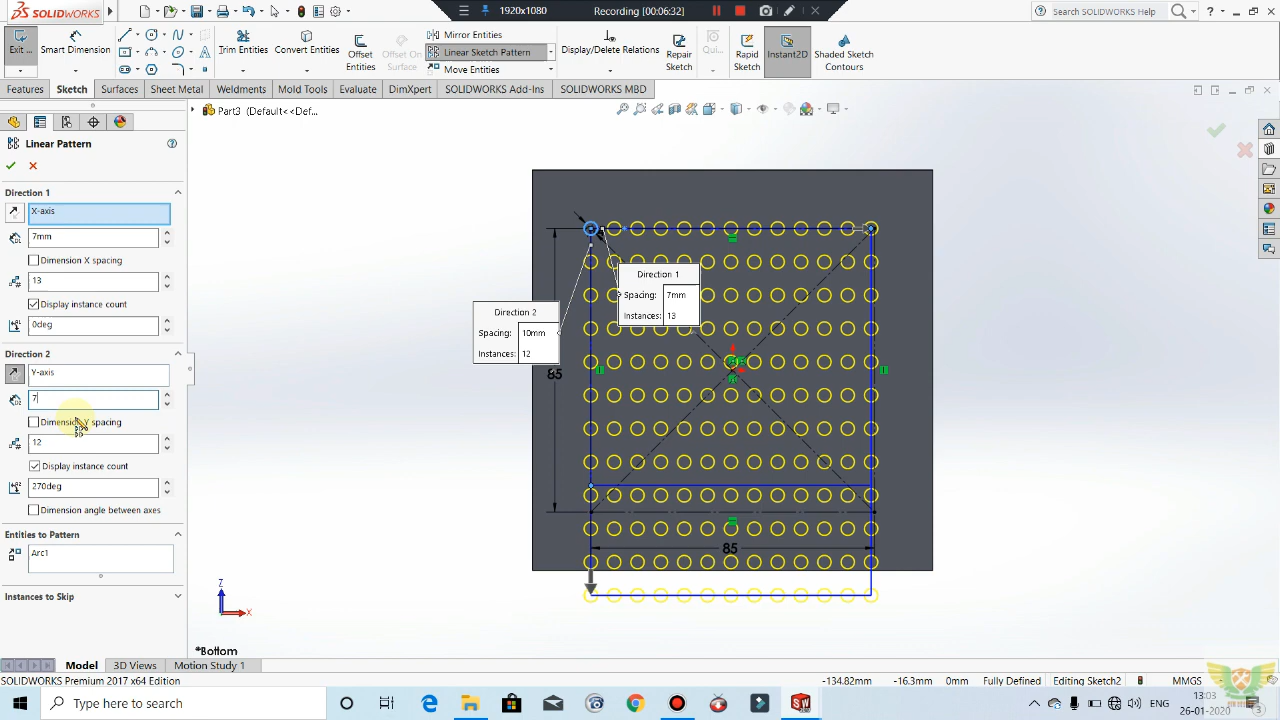 SOLIDWORKS
1920x1080
Recording [00:06:32]
Search SOLIDWORKS Help
Edit ...
Smart Dimension
Trim Entities
Convert Entities
Offset Entities
Offset On Surface
Mirror Entities
Linear Sketch Pattern
Move Entities
Display/Delete Relations
Repair Sketch
Qui...
Rapid Sketch
Instant2D
Shaded Sketch Contours
Features
Sketch
Surfaces
Sheet Metal
Weldments
Mold Tools
Evaluate
DimXpert
SOLIDWORKS Add-Ins
SOLIDWORKS MBD
Part3 (Default<<Def...
Linear Pattern
Direction 1
X-axis
7mm
Dimension X spacing
13
Display instance count
0deg
Direction 2
Y-axis
7
Dimension Y spacing
12
Display instance count
270deg
Dimension angle between axes
Entities to Pattern
Arc1
Instances to Skip
Direction 1
Spacing: 7mm
Instances: 13
Direction 2
Spacing: 10mm
Instances: 12
85
85
Z
X
*Bottom
Model
3D Views
Motion Study 1
SOLIDWORKS Premium 2017 x64 Edition
-134.82mm
-16.3mm
0mm
Fully Defined
Editing Sketch2
MMGS
Type here to search
ENG
13:03
26-01-2020